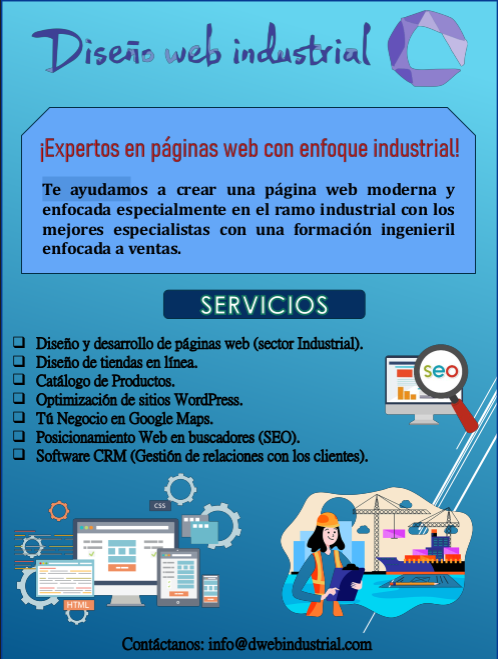 Diseño web industrial
¡Expertos en páginas web con enfoque industrial!
Te ayudamos a crear una página web moderna y
enfocada especialmente en el ramo industrial con los
mejores especialistas con una formación ingenieril
enfocada a ventas.
SERVICIOS
❑ Diseño y desarrollo de páginas web (sector Industrial).
❑ Diseño de tiendas en línea.
❑ Catálogo de Productos.
❑ Optimización de sitios WordPress.
❑ Tú Negocio en Google Maps.
❑ Posicionamiento Web en buscadores (SEO).
❑ Software CRM (Gestión de relaciones con los clientes).
seo
CSS
HTML
Contáctanos: info@dwebindustrial.com